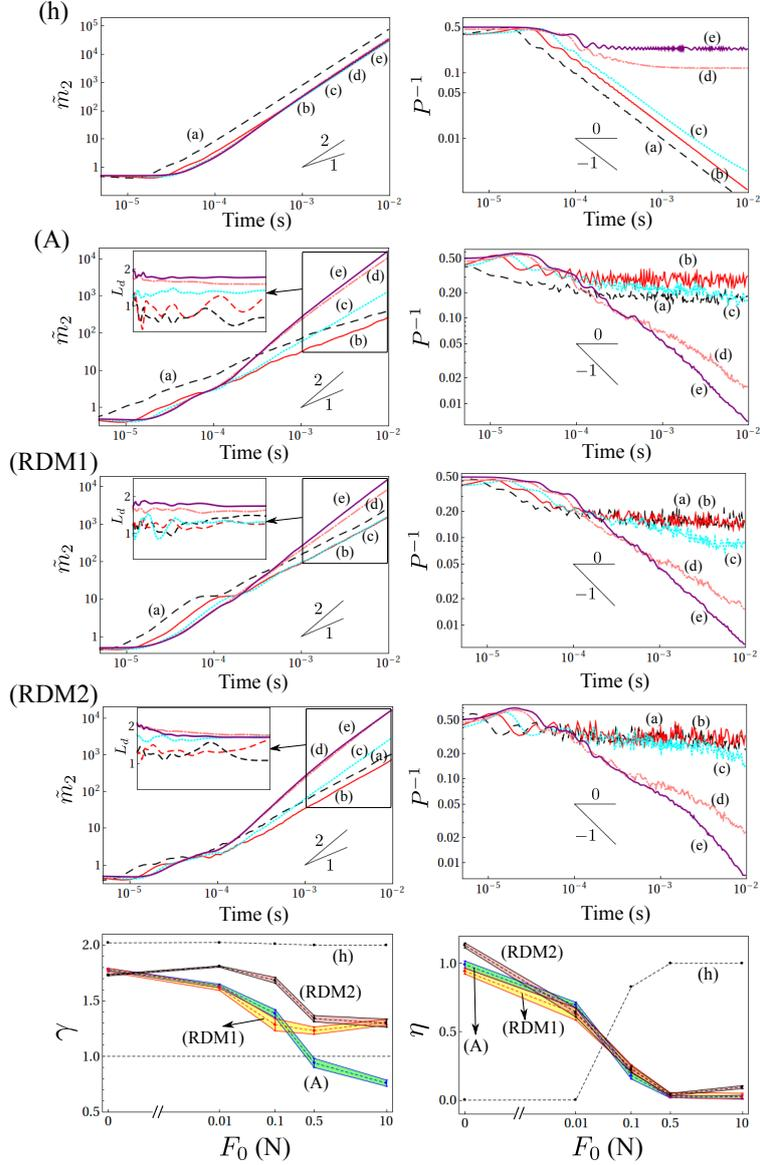 (h)
10^5
10^4
10^3
10^2
10
1
m̃_2
(a)
(b)
(c)
(d)
(e)
2
1
10^-5
10^-4
10^-3
10^-2
Time (s)
0.5
0.1
0.05
0.01
P^-1
(e)
(d)
(c)
(a)
(b)
0
-1
10^-5
10^-4
10^-3
10^-2
Time (s)
(A)
10^4
10^3
10^2
10
1
m̃_2
2
1
L_d
(e)
(d)
(c)
(b)
(a)
2
1
10^-5
10^-4
10^-3
10^-2
Time (s)
0.50
0.20
0.10
0.05
0.02
0.01
P^-1
(b)
(a)
(c)
(d)
(e)
0
-1
10^-5
10^-4
10^-3
10^-2
Time (s)
(RDM1)
10^4
10^3
10^2
10
1
m̃_2
2
1
L_d
(e)
(d)
(c)
(b)
(a)
2
1
10^-5
10^-4
10^-3
10^-2
Time (s)
0.50
0.20
0.10
0.05
0.02
0.01
P^-1
(a)
(b)
(c)
(d)
(e)
0
-1
10^-5
10^-4
10^-3
10^-2
Time (s)
(RDM2)
10^4
10^3
10^2
10
1
m̃_2
2
1
L_d
(e)
(d)
(c)
(a)
(b)
2
1
10^-5
10^-4
10^-3
10^-2
Time (s)
0.50
0.20
0.10
0.05
0.02
0.01
P^-1
(a)
(b)
(c)
(d)
(e)
0
-1
10^-5
10^-4
10^-3
10^-2
Time (s)
2.0
1.5
1.0
0.5
γ
(h)
(RDM2)
(RDM1)
(A)
0
0.01
0.1
0.5
10
F_0 (N)
1.0
0.5
0.0
η
(RDM2)
(h)
(RDM1)
(A)
0
0.01
0.1
0.5
10
F_0 (N)